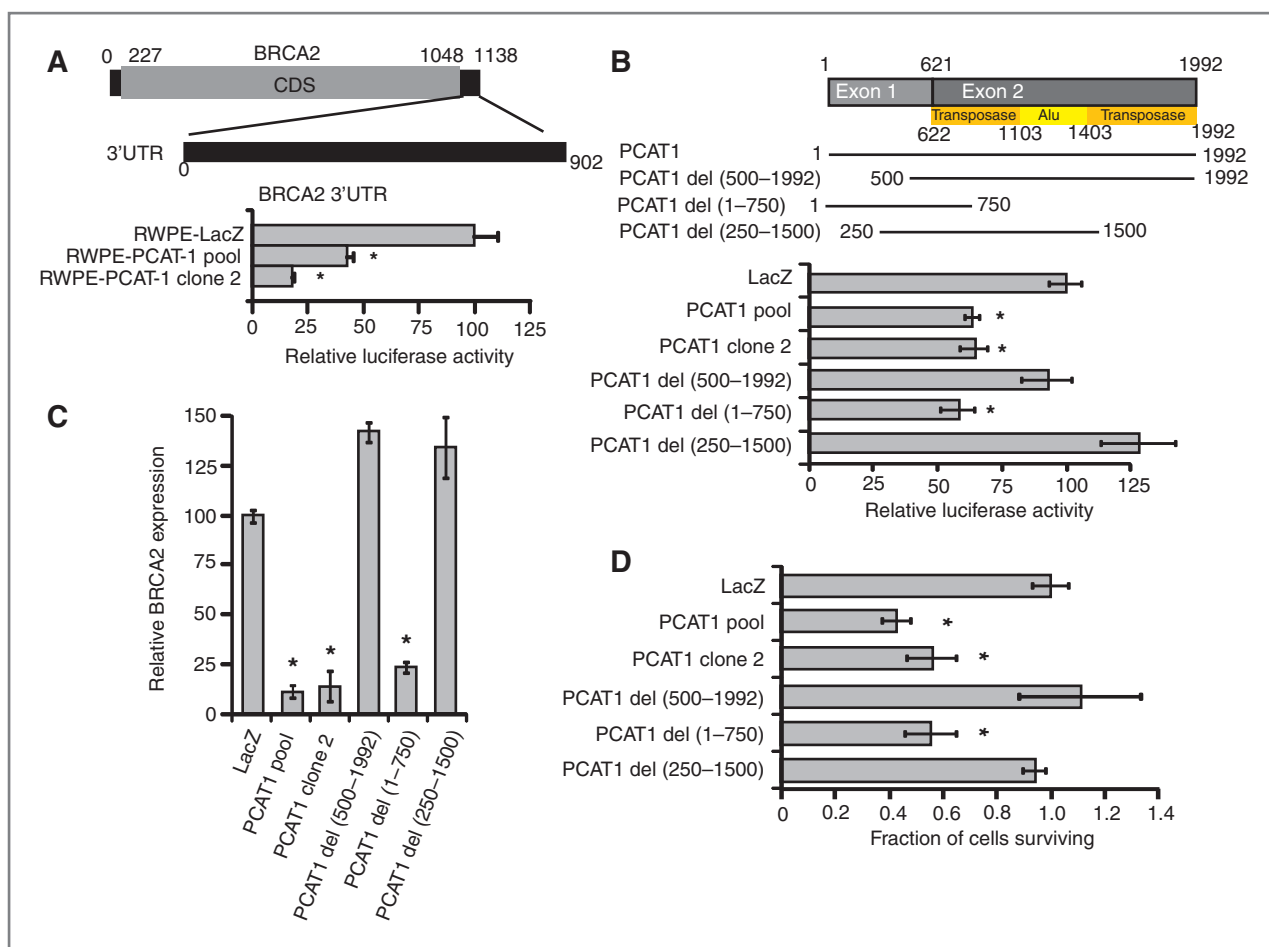 A
0 227 BRCA2 1048 1138
CDS
3'UTR
0 902
BRCA2 3'UTR
RWPE-LacZ
RWPE-PCAT-1 pool *
RWPE-PCAT-1 clone 2 *
0 25 50 75 100 125
Relative luciferase activity
B
1 621 1992
Exon 1 Exon 2
Transposase Alu Transposase
622 1103 1403 1992
PCAT1 1 1992
PCAT1 del (500–1992) 500 1992
PCAT1 del (1–750) 1 750
PCAT1 del (250–1500) 250 1500
LacZ
PCAT1 pool *
PCAT1 clone 2 *
PCAT1 del (500–1992)
PCAT1 del (1–750) *
PCAT1 del (250–1500)
0 25 50 75 100 125
Relative luciferase activity
C
Relative BRCA2 expression
150
125
100
75
50
25
0
* * *
LacZ
PCAT1 pool
PCAT1 clone 2
PCAT1 del (500–1992)
PCAT1 del (1–750)
PCAT1 del (250–1500)
D
LacZ
PCAT1 pool *
PCAT1 clone 2 *
PCAT1 del (500–1992)
PCAT1 del (1–750) *
PCAT1 del (250–1500)
0 0.2 0.4 0.6 0.8 1.0 1.2 1.4
Fraction of cells surviving